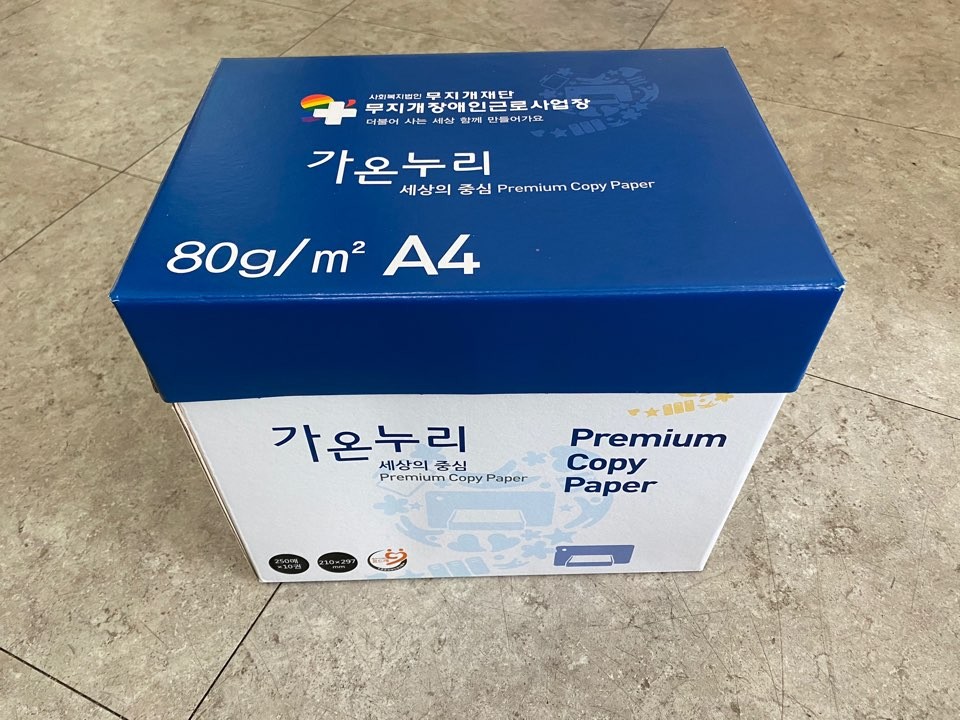 사회복지법인 무지개재단
무지개장애인근로사업장
더불어 사는 세상 함께 만들어가요
가온누리
세상의 중심 Premium Copy Paper
80g/m² A4
가온누리
세상의 중심
Premium Copy Paper
Premium
Copy
Paper
250매
×10권
210×297
mm